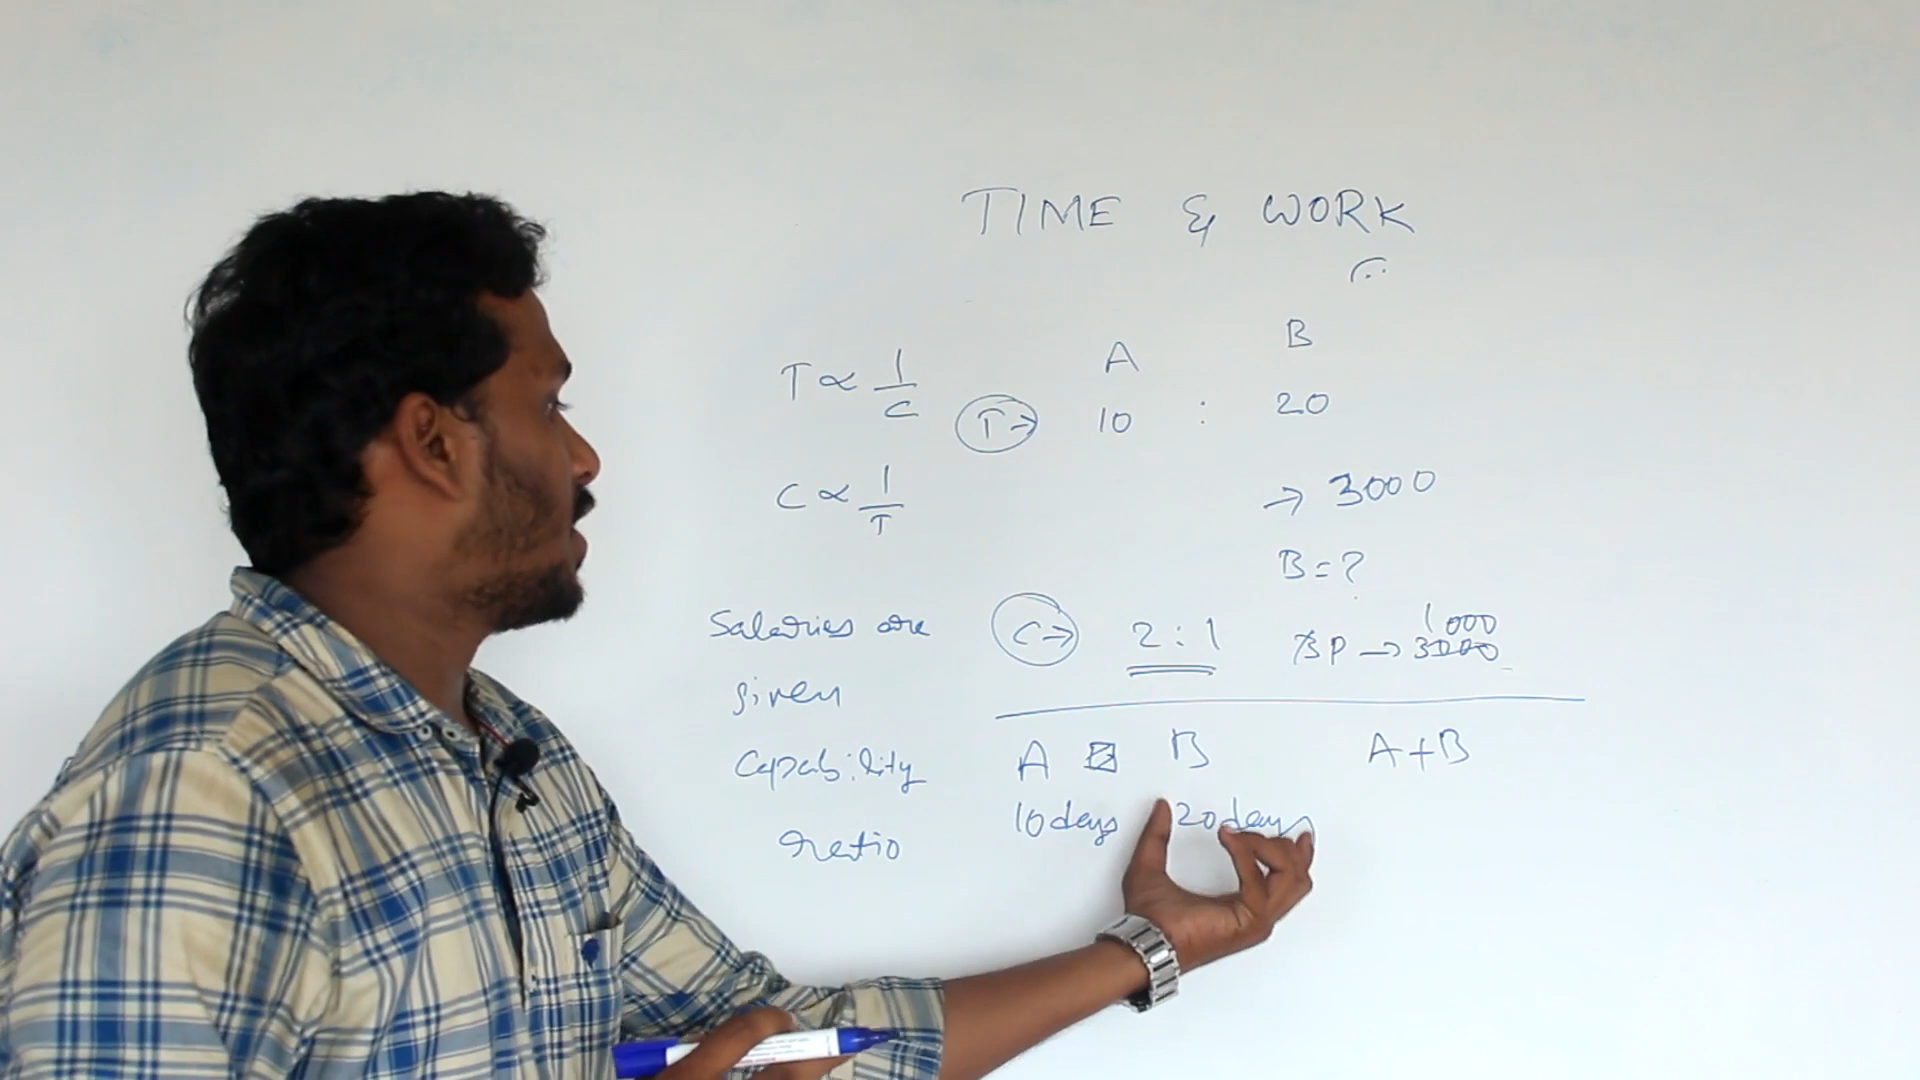 TIME & WORK
A B
T ∝ 1/C
T → 10 : 20
C ∝ 1/T
→ 3000
B = ?
Salaries are
given
Capability
ratio
C → 2 : 1
3P → 3000
1000
A B A+B
10 days 20 days